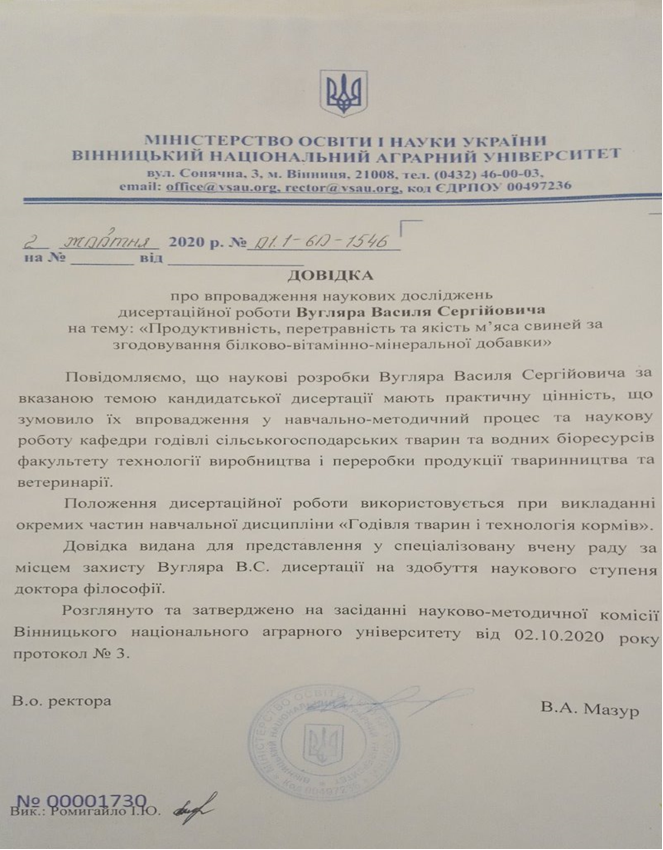 МІНІСТЕРСТВО ОСВІТИ І НАУКИ УКРАЇНИ
ВІННИЦЬКИЙ НАЦІОНАЛЬНИЙ АГРАРНИЙ УНІВЕРСИТЕТ
вул. Сонячна, 3, м. Вінниця, 21008, тел. (0432) 46-00-03,
email: office@vsau.org, rector@vsau.org, код ЄДРПОУ 00497236
2 жовтня 2020 р. № 01.1-60-1546
на № ______ від ______
ДОВІДКА
про впровадження наукових досліджень
дисертаційної роботи Вугляра Василя Сергійовича
на тему: «Продуктивність, перетравність та якість м’яса свиней за
згодовування білково-вітамінно-мінеральної добавки»
Повідомляємо, що наукові розробки Вугляра Василя Сергійовича за
вказаною темою кандидатської дисертації мають практичну цінність, що
зумовило їх впровадження у навчально-методичний процес та наукову
роботу кафедри годівлі сільськогосподарських тварин та водних біоресурсів
факультету технології виробництва і переробки продукції тваринництва та
ветеринарії.
Положення дисертаційної роботи використовується при викладанні
окремих частин навчальної дисципліни «Годівля тварин і технологія кормів».
Довідка видана для представлення у спеціалізовану вчену раду за
місцем захисту Вугляра В.С. дисертації на здобуття наукового ступеня
доктора філософії.
Розглянуто та затверджено на засіданні науково-методичної комісії
Вінницького національного аграрного університету від 02.10.2020 року
протокол № 3.
В.о. ректора В.А. Мазур
№ 00001730
Вик.: Ромигайло І.Ю.